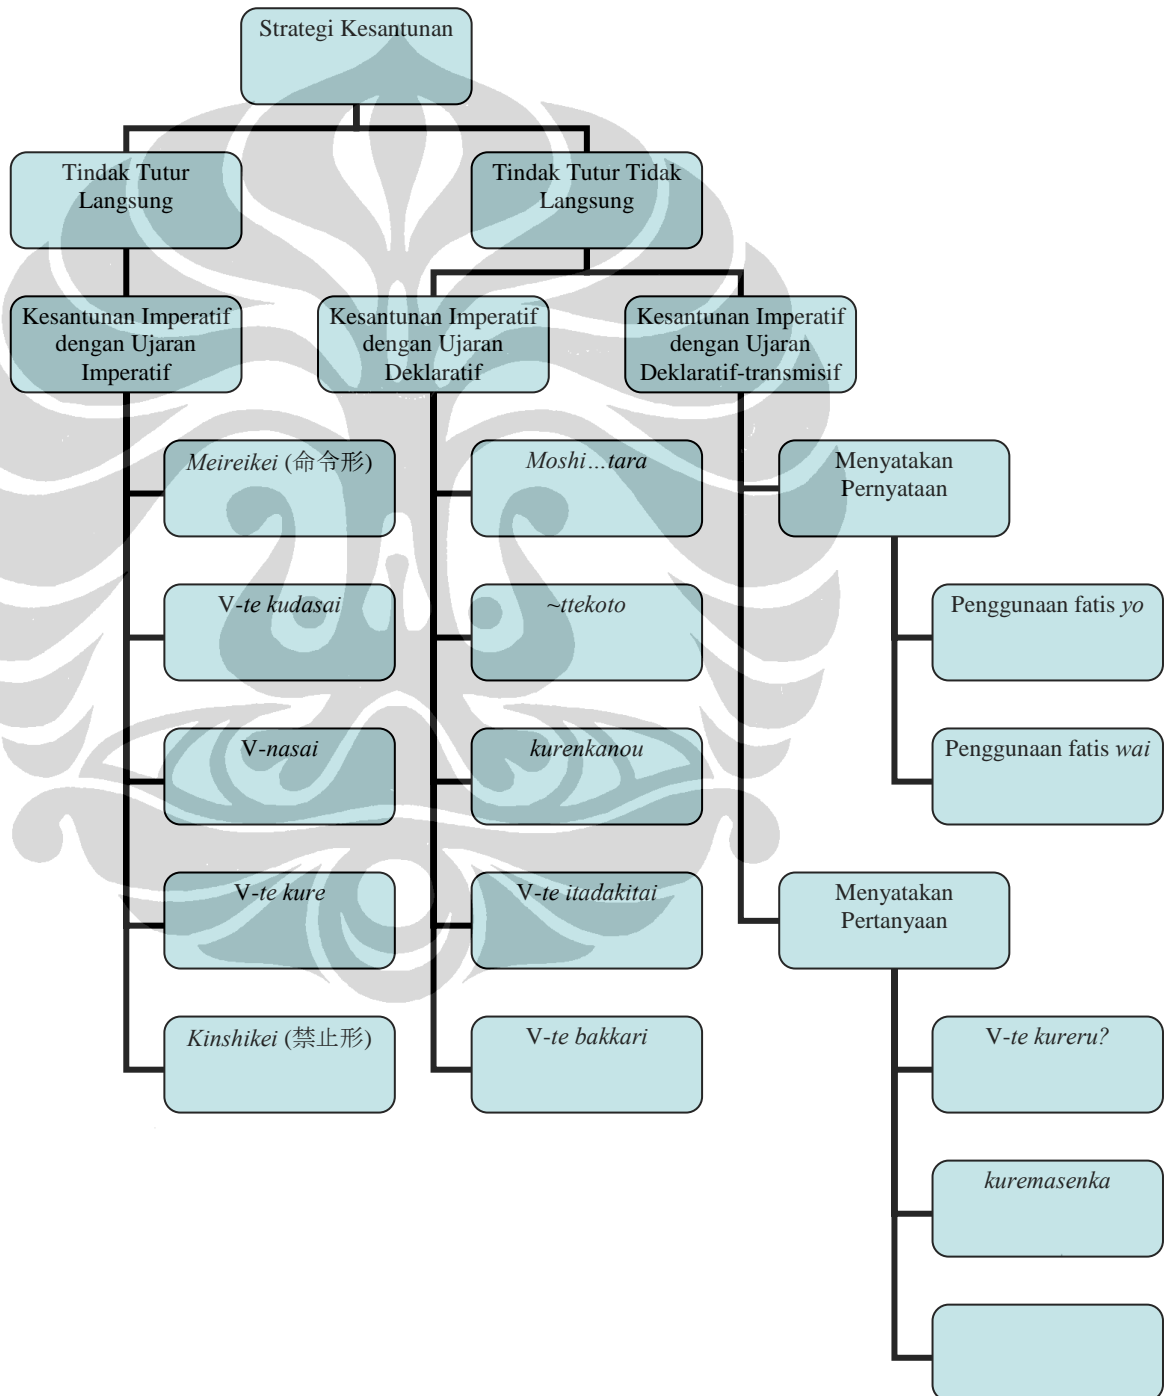 Strategi Kesantunan
Tindak Tutur
Langsung
Tindak Tutur Tidak
Langsung
Kesantunan Imperatif
dengan Ujaran
Imperatif
Kesantunan Imperatif
dengan Ujaran
Deklaratif
Kesantunan Imperatif
dengan Ujaran
Deklaratif-transmisif
Meireikei (命令形)
V-te kudasai
V-nasai
V-te kure
Kinshikei (禁止形)
Moshi...tara
~ttekoto
kurenkanou
V-te itadakitai
V-te bakkari
Menyatakan
Pernyataan
Penggunaan fatis yo
Penggunaan fatis wai
Menyatakan
Pertanyaan
V-te kureru?
kuremasenka